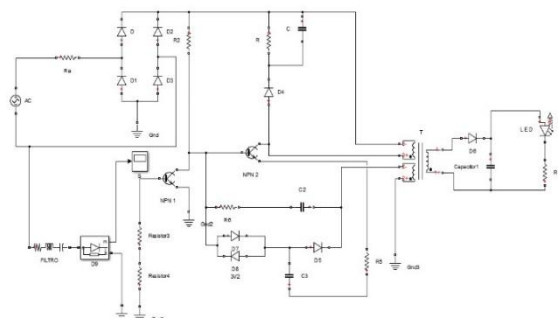 D
D2
R2
R
C
Ra
D1
D3
D4
AC
Gnd
T
D6
LED
Capacitor1
R
NPN 1
NPN 2
Gnd2
R6
C2
Resistor3
FILTRO
D9
D7
D8
3V2
D5
C3
R5
Gnd3
Resistor4